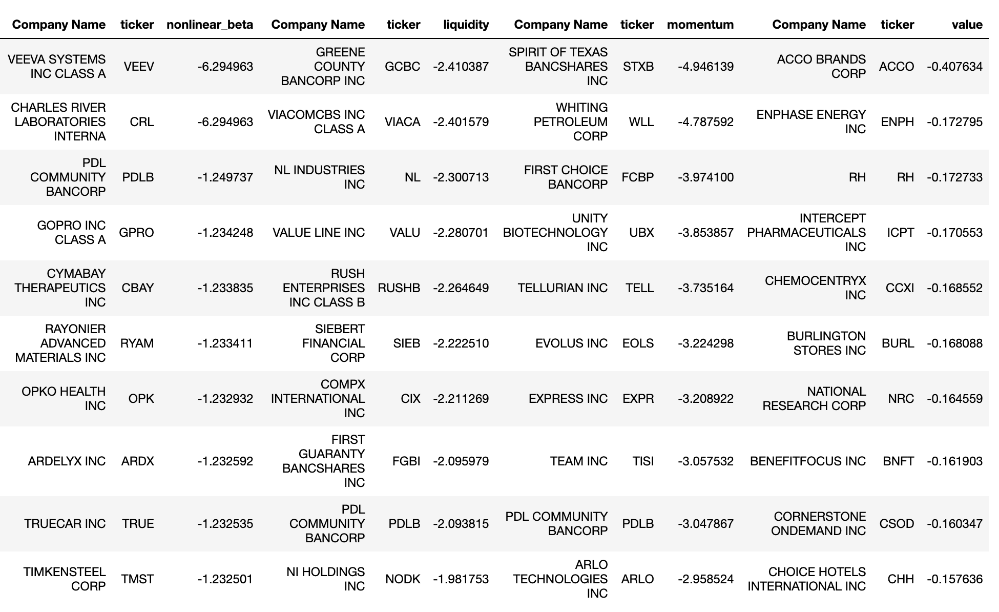 Company Name ticker nonlinear_beta Company Name ticker liquidity Company Name ticker momentum Company Name ticker value
VEEVA SYSTEMS INC CLASS A VEEV -6.294963 GREENE COUNTY BANCORP INC GCBC -2.410387 SPIRIT OF TEXAS BANCSHARES INC STXB -4.946139 ACCO BRANDS CORP ACCO -0.407634
CHARLES RIVER LABORATORIES INTERNA CRL -6.294963 VIACOMCBS INC CLASS A VIACA -2.401579 WHITING PETROLEUM CORP WLL -4.787592 ENPHASE ENERGY INC ENPH -0.172795
PDL COMMUNITY BANCORP PDLB -1.249737 NL INDUSTRIES INC NL -2.300713 FIRST CHOICE BANCORP FCBP -3.974100 RH RH -0.172733
GOPRO INC CLASS A GPRO -1.234248 VALUE LINE INC VALU -2.280701 UNITY BIOTECHNOLOGY INC UBX -3.853857 INTERCEPT PHARMACEUTICALS INC ICPT -0.170553
CYMABAY THERAPEUTICS INC CBAY -1.233835 RUSH ENTERPRISES INC CLASS B RUSHB -2.264649 TELLURIAN INC TELL -3.735164 CHEMOCENTRYX INC CCXI -0.168552
RAYONIER ADVANCED MATERIALS INC RYAM -1.233411 SIEBERT FINANCIAL CORP SIEB -2.222510 EVOLUS INC EOLS -3.224298 BURLINGTON STORES INC BURL -0.168088
OPKO HEALTH INC OPK -1.232932 COMPX INTERNATIONAL INC CIX -2.211269 EXPRESS INC EXPR -3.208922 NATIONAL RESEARCH CORP NRC -0.164559
ARDELYX INC ARDX -1.232592 FIRST GUARANTY BANCSHARES INC FGBI -2.095979 TEAM INC TISI -3.057532 BENEFITFOCUS INC BNFT -0.161903
TRUECAR INC TRUE -1.232535 PDL COMMUNITY BANCORP PDLB -2.093815 PDL COMMUNITY BANCORP PDLB -3.047867 CORNERSTONE ONDEMAND INC CSOD -0.160347
TIMKENSTEEL CORP TMST -1.232501 NI HOLDINGS INC NODK -1.981753 ARLO TECHNOLOGIES INC ARLO -2.958524 CHOICE HOTELS INTERNATIONAL INC CHH -0.157636